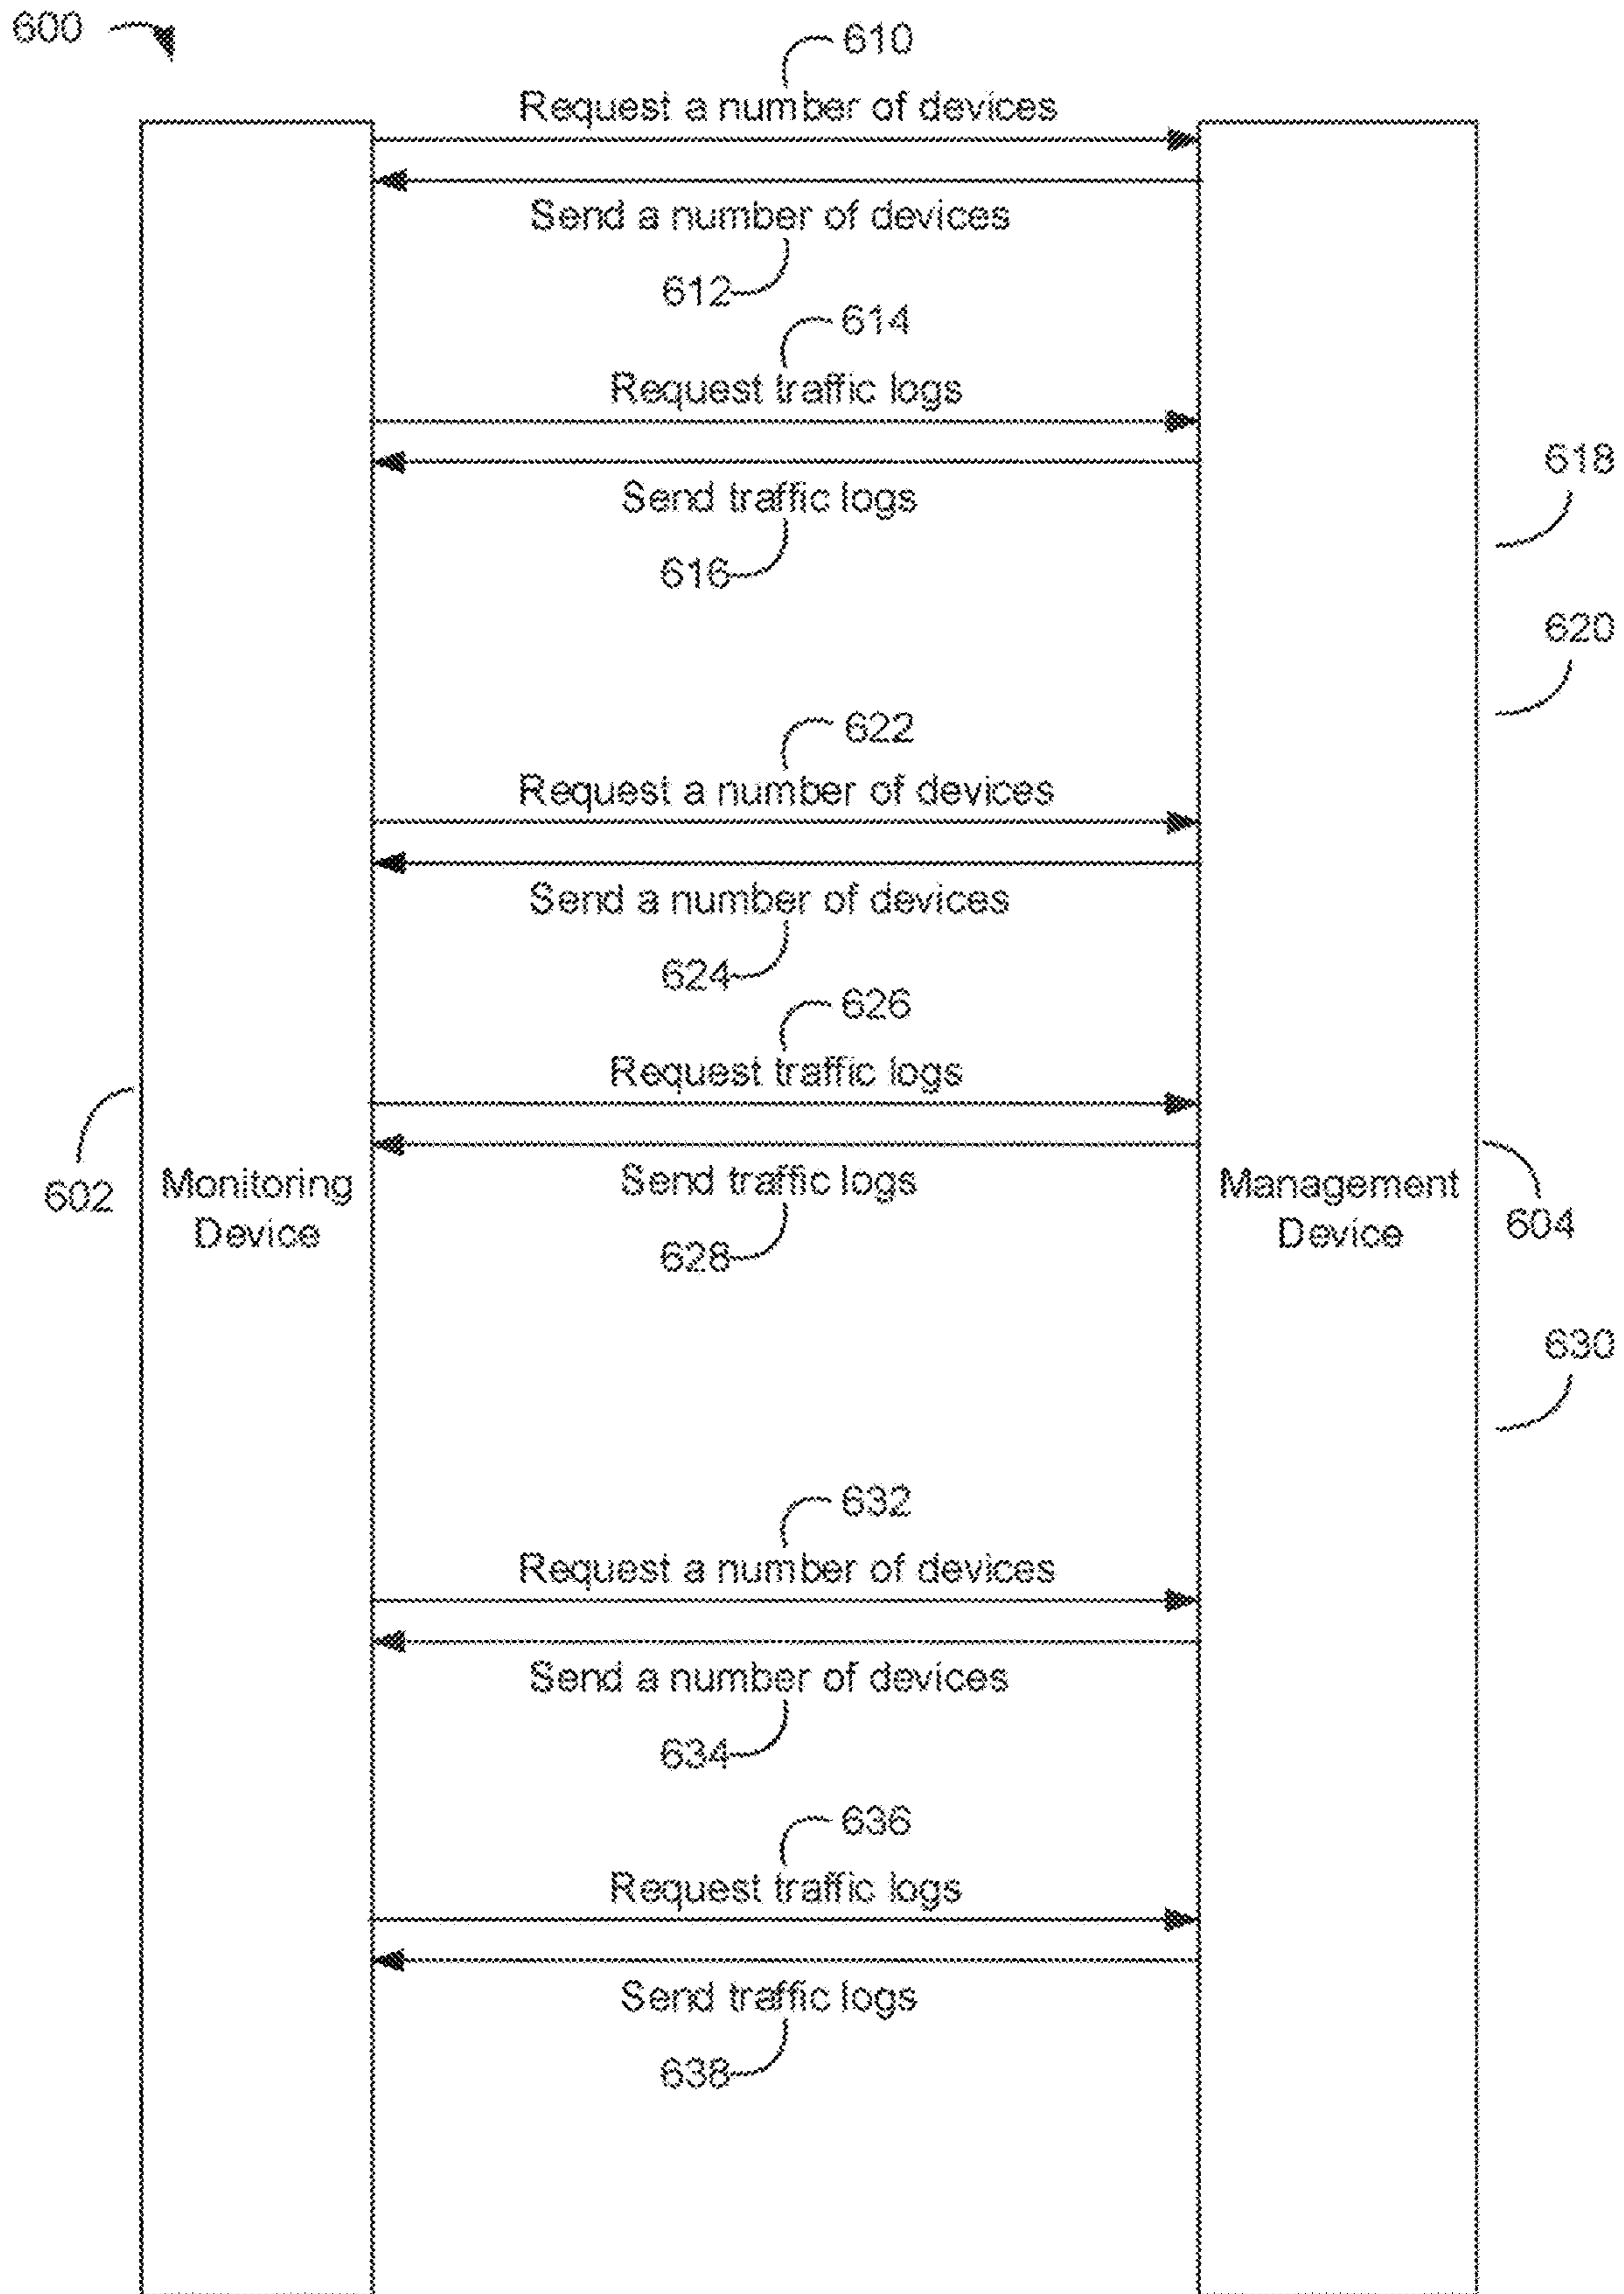 600
610
Request a number of devices
Send a number of devices
612
614
Request traffic logs
618
Send traffic logs
616
620
622
Request a number of devices
Send a number of devices
624
626
Request traffic logs
602
Monitoring
Device
Send traffic logs
628
Management
Device
604
630
632
Request a number of devices
Send a number of devices
634
636
Request traffic logs
Send traffic logs
638